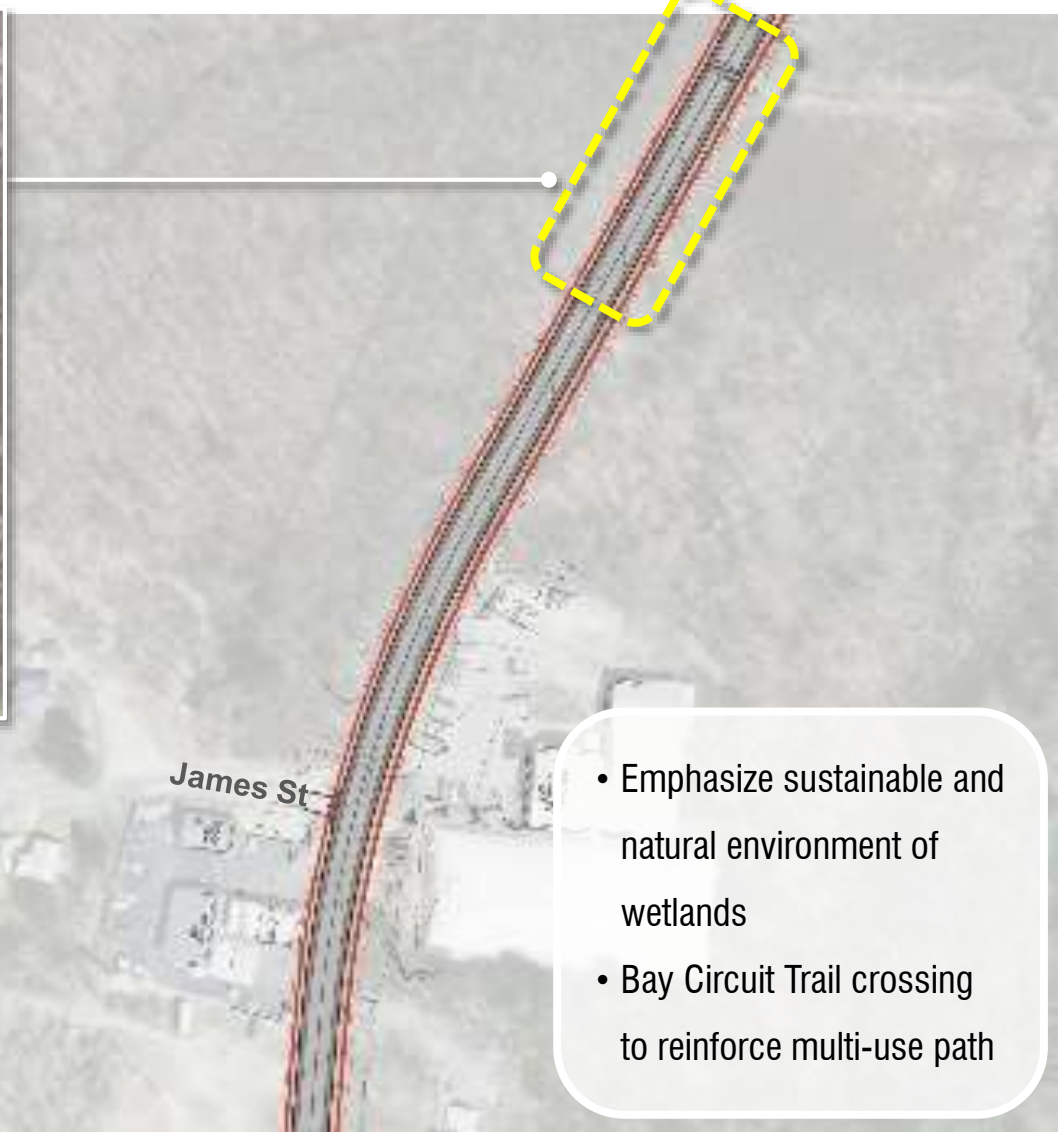 James St
• Emphasize sustainable and
natural environment of
wetlands
• Bay Circuit Trail crossing
to reinforce multi-use path